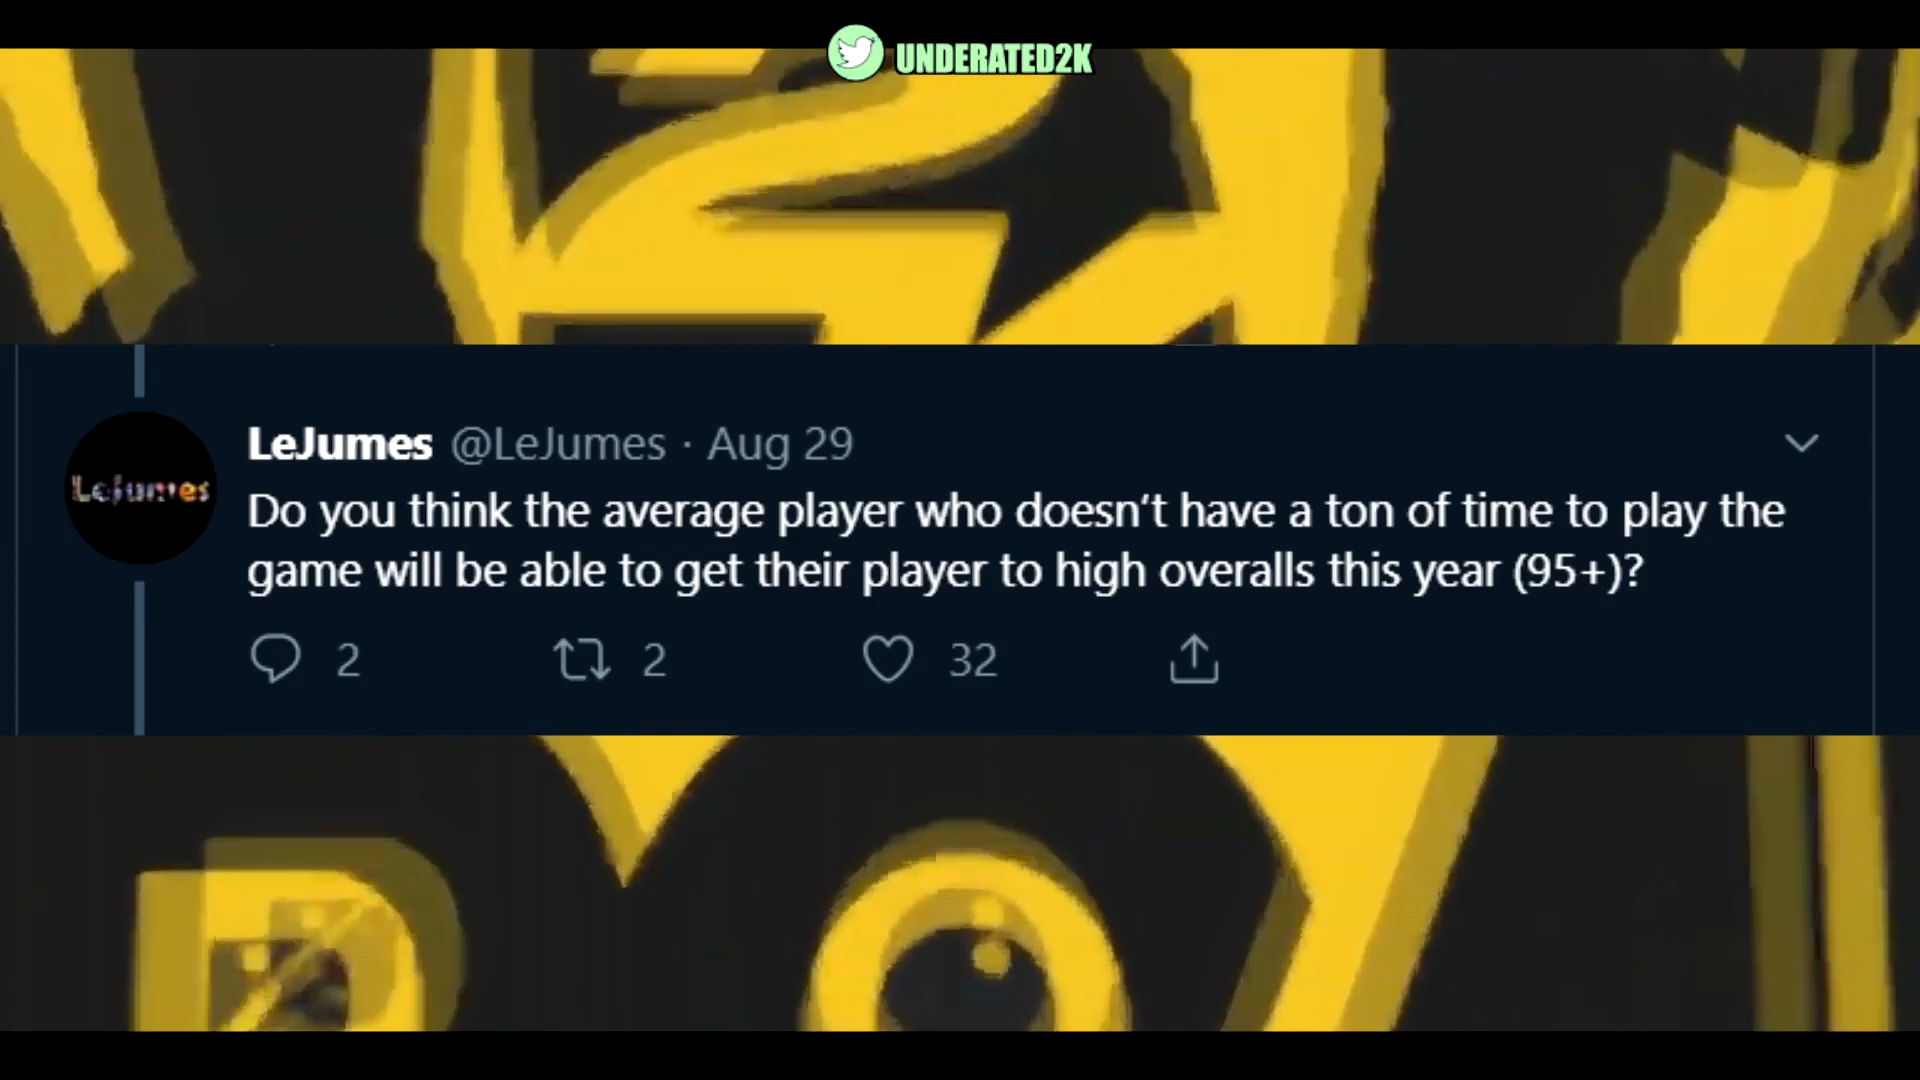 UNDERATED2K
LeJumes @LeJumes · Aug 29
LeJumes
Do you think the average player who doesn't have a ton of time to play the
game will be able to get their player to high overalls this year (95+)?
2 2 32